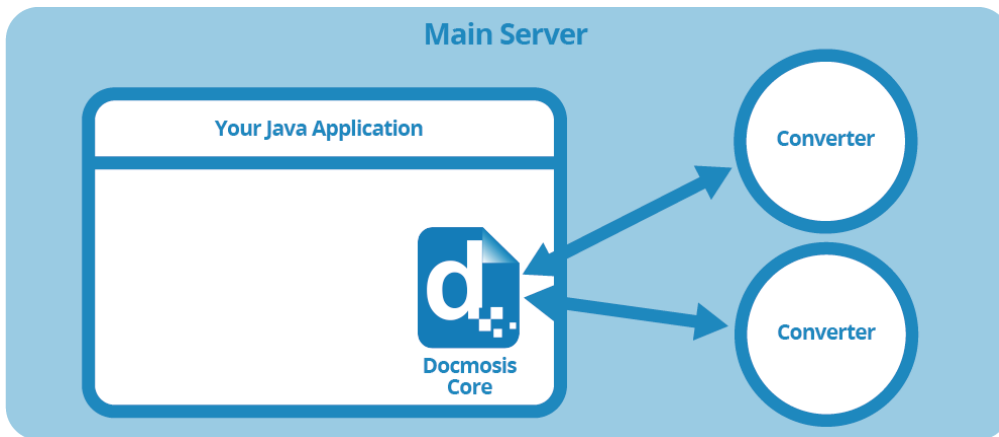 Main Server
Your Java Application
Converter
d
Docmosis
Core
Converter